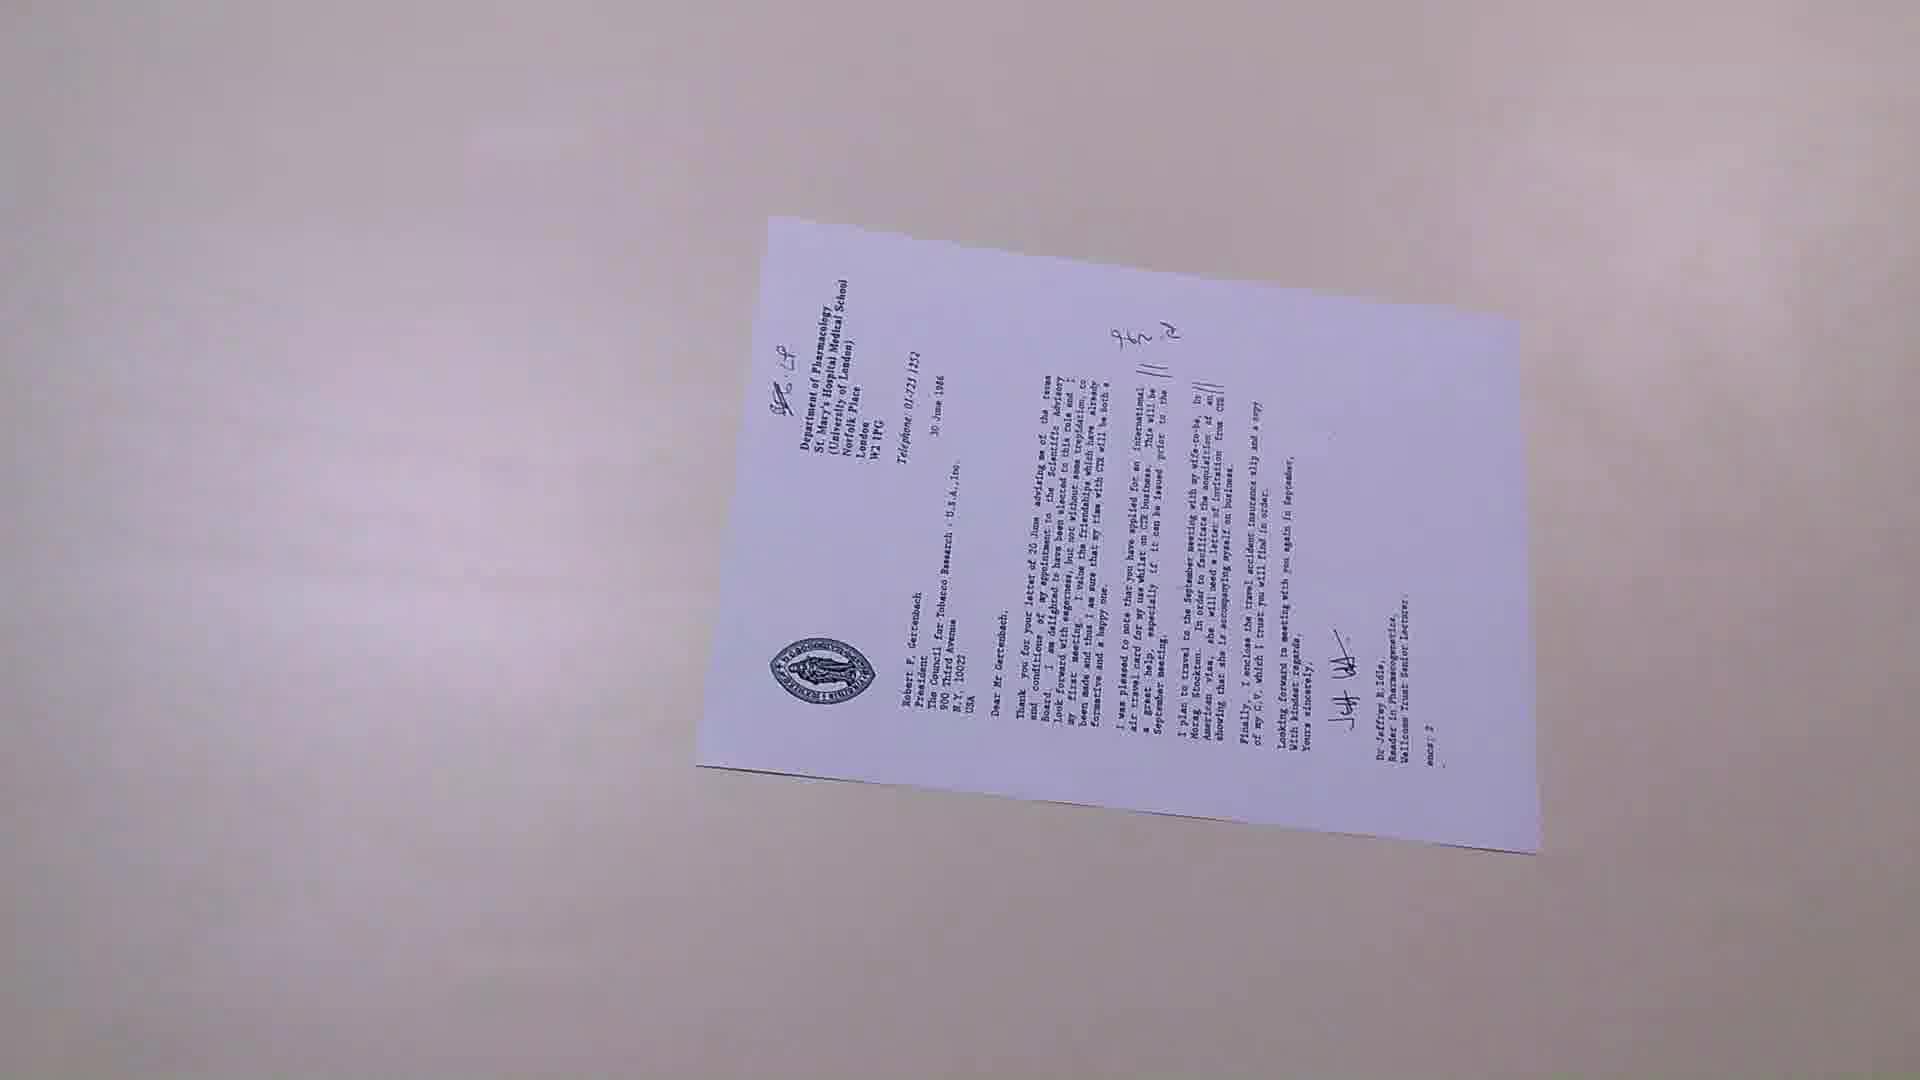 Department of Pharmacology
St. Mary's Hospital Medical School
(University of London)
Norfolk Place
London
W2 1PG
Telephone: 01-723 1252
30 June 1986
Robert F. Gertenbach
President
The Council for Tobacco Research - U.S.A., Inc.
900 Third Avenue
N.Y. 10022
USA
Dear Mr Gertenbach,
Thank you for your letter of 20 June advising me of the terms
and conditions of my appointment to the Scientific Advisory
Board. I am delighted to have been elected to this role and I
look forward with eagerness, but not without some trepidation, to
my first meeting. I value the friendships which have already
been made and thus I am sure that my time with CTR will be both a
formative and a happy one.
I was pleased to note that you have applied for an international
air travel card for my use whilst on CTR business. This will be
a great help, especially if it can be issued prior to the
September meeting.
I plan to travel to the September meeting with my wife-to-be, Dr
Morag Stockton. In order to facilitate the acquisition of an
American visa, she will need a letter of invitation from CTR
showing that she is accompanying myself on business.
Finally, I enclose the travel accident insurance slip and a copy
of my C.V. which I trust you will find in order.
Looking forward to meeting with you again in September,
With kindest regards,
Yours sincerely,
Dr Jeffrey R. Idle,
Reader in Pharmacogenetics,
Wellcome Trust Senior Lecturer.
encs: 2